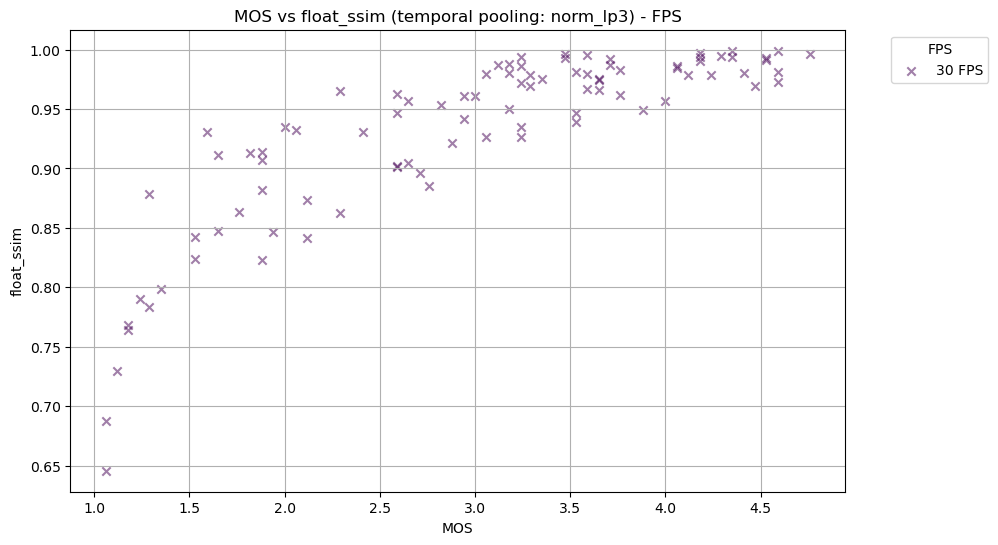 MOS vs float_ssim (temporal pooling: norm_lp3) - FPS
FPS
30 FPS
float_ssim
1.00
0.95
0.90
0.85
0.80
0.75
0.70
0.65
1.0 1.5 2.0 2.5 3.0 3.5 4.0 4.5
MOS